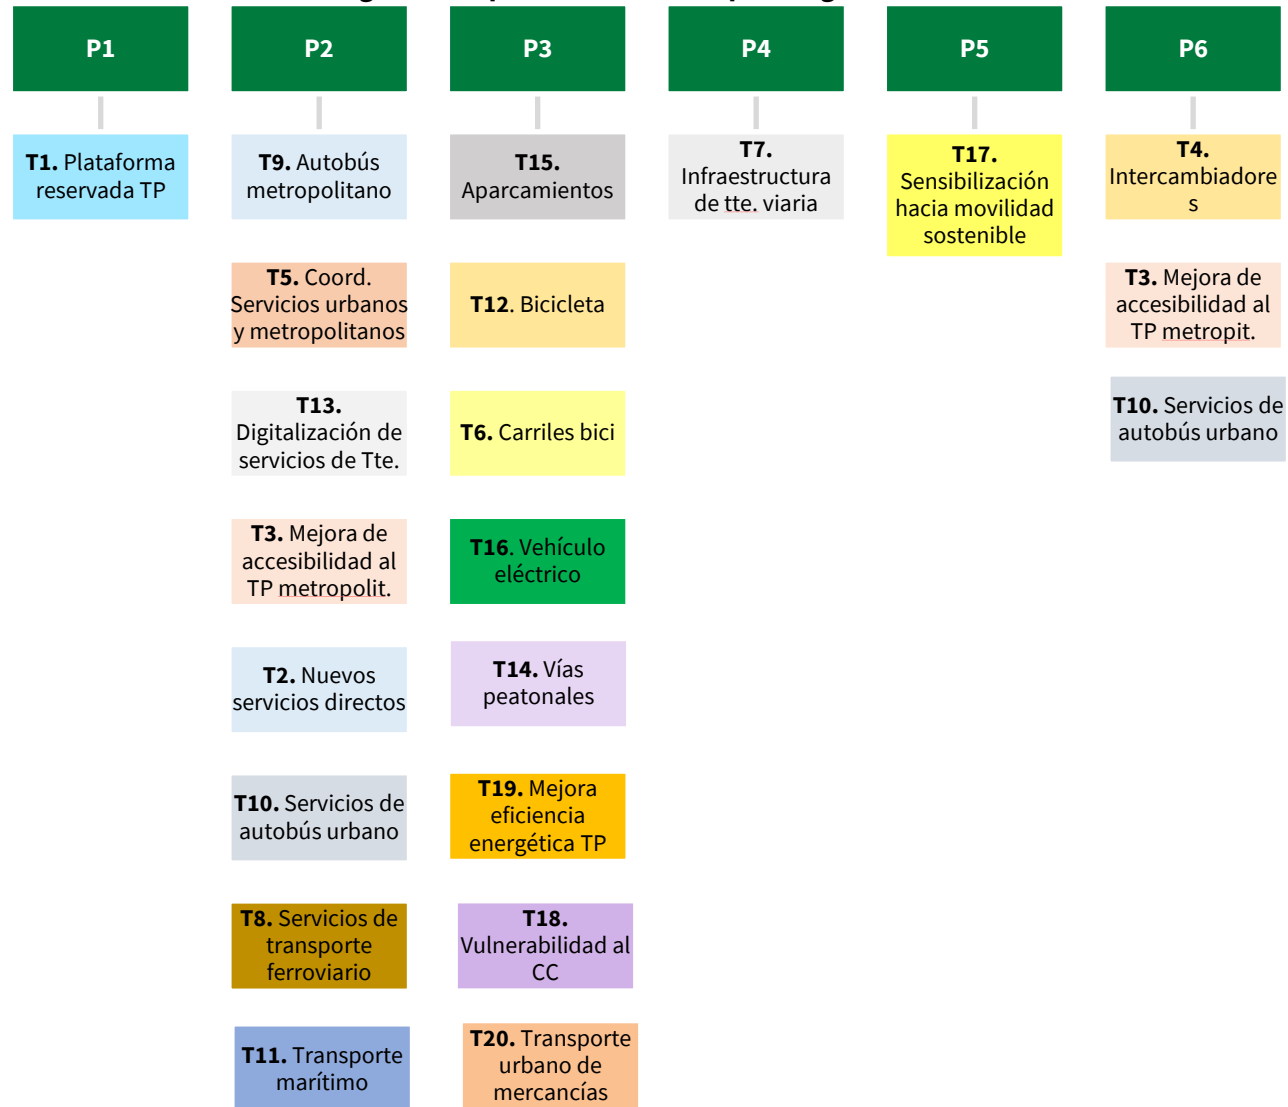 P1
P2
P3
P4
P5
P6
T1. Plataforma
reservada TP
T9. Autobús
metropolitano
T5. Coord.
Servicios urbanos
y metropolitanos
T13.
Digitalización de
servicios de Tte.
T3. Mejora de
accesibilidad al
TP metropolit.
T2. Nuevos
servicios directos
T10. Servicios de
autobús urbano
T8. Servicios de
transporte
ferroviario
T11. Transporte
marítimo
T15.
Aparcamientos
T12. Bicicleta
T6. Carriles bici
T16. Vehículo
eléctrico
T14. Vías
peatonales
T19. Mejora
eficiencia
energética TP
T18.
Vulnerabilidad al
CC
T20. Transporte
urbano de
mercancías
T7.
Infraestructura
de tte. viaria
T17.
Sensibilización
hacia movilidad
sostenible
T4.
Intercambiadore
s
T3. Mejora de
accesibilidad al
TP metropit.
T10. Servicios de
autobús urbano